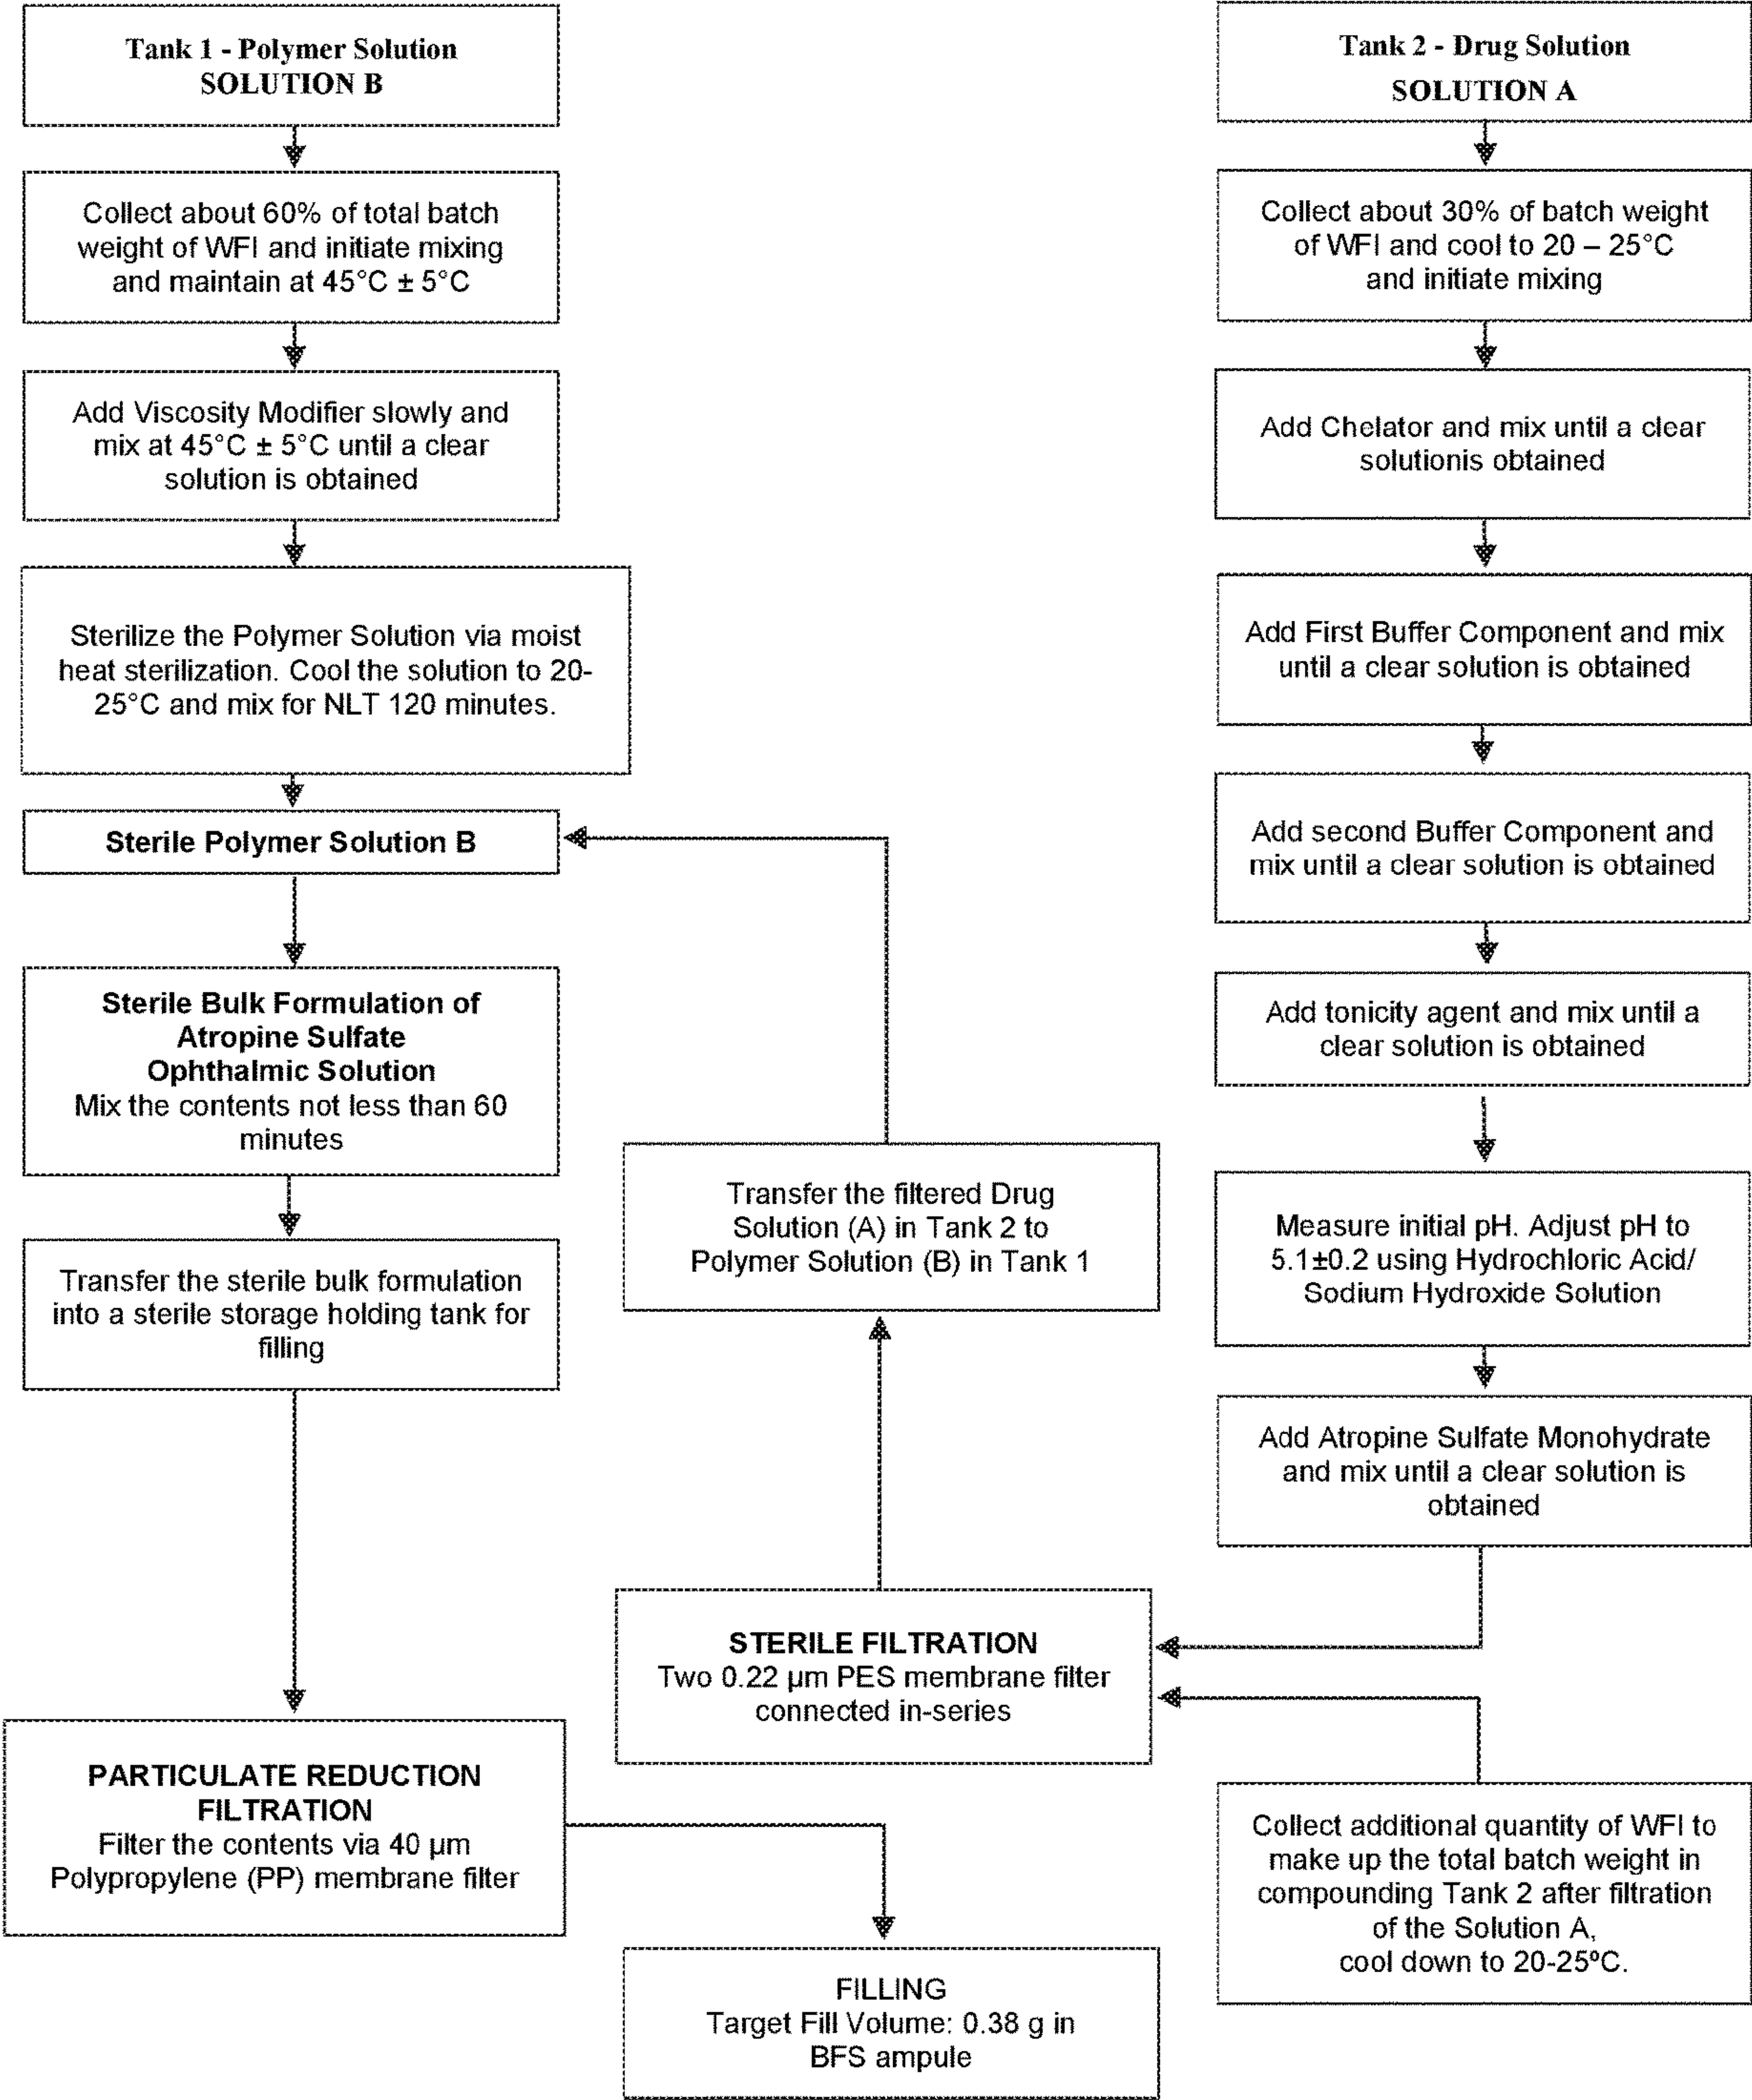 Tank 1 - Polymer Solution
SOLUTION B
Collect about 60% of total batch
weight of WFI and initiate mixing
and maintain at 45°C ± 5°C
Add Viscosity Modifier slowly and
mix at 45°C ± 5°C until a clear
solution is obtained
Sterilize the Polymer Solution via moist
heat sterilization. Cool the solution to 20-
25°C and mix for NLT 120 minutes.
Sterile Polymer Solution B
Sterile Bulk Formulation of
Atropine Sulfate
Ophthalmic Solution
Mix the contents not less than 60
minutes
Transfer the sterile bulk formulation
into a sterile storage holding tank for
filling
PARTICULATE REDUCTION
FILTRATION
Filter the contents via 40 µm
Polypropylene (PP) membrane filter
Tank 2 - Drug Solution
SOLUTION A
Collect about 30% of batch weight
of WFI and cool to 20 – 25°C
and initiate mixing
Add Chelator and mix until a clear
solutionis obtained
Add First Buffer Component and mix
until a clear solution is obtained
Add second Buffer Component and
mix until a clear solution is obtained
Add tonicity agent and mix until a
clear solution is obtained
Measure initial pH. Adjust pH to
5.1±0.2 using Hydrochloric Acid/
Sodium Hydroxide Solution
Add Atropine Sulfate Monohydrate
and mix until a clear solution is
obtained
Collect additional quantity of WFI to
make up the total batch weight in
compounding Tank 2 after filtration
of the Solution A,
cool down to 20-25ºC.
STERILE FILTRATION
Two 0.22 µm PES membrane filter
connected in-series
Transfer the filtered Drug
Solution (A) in Tank 2 to
Polymer Solution (B) in Tank 1
FILLING
Target Fill Volume: 0.38 g in
BFS ampule